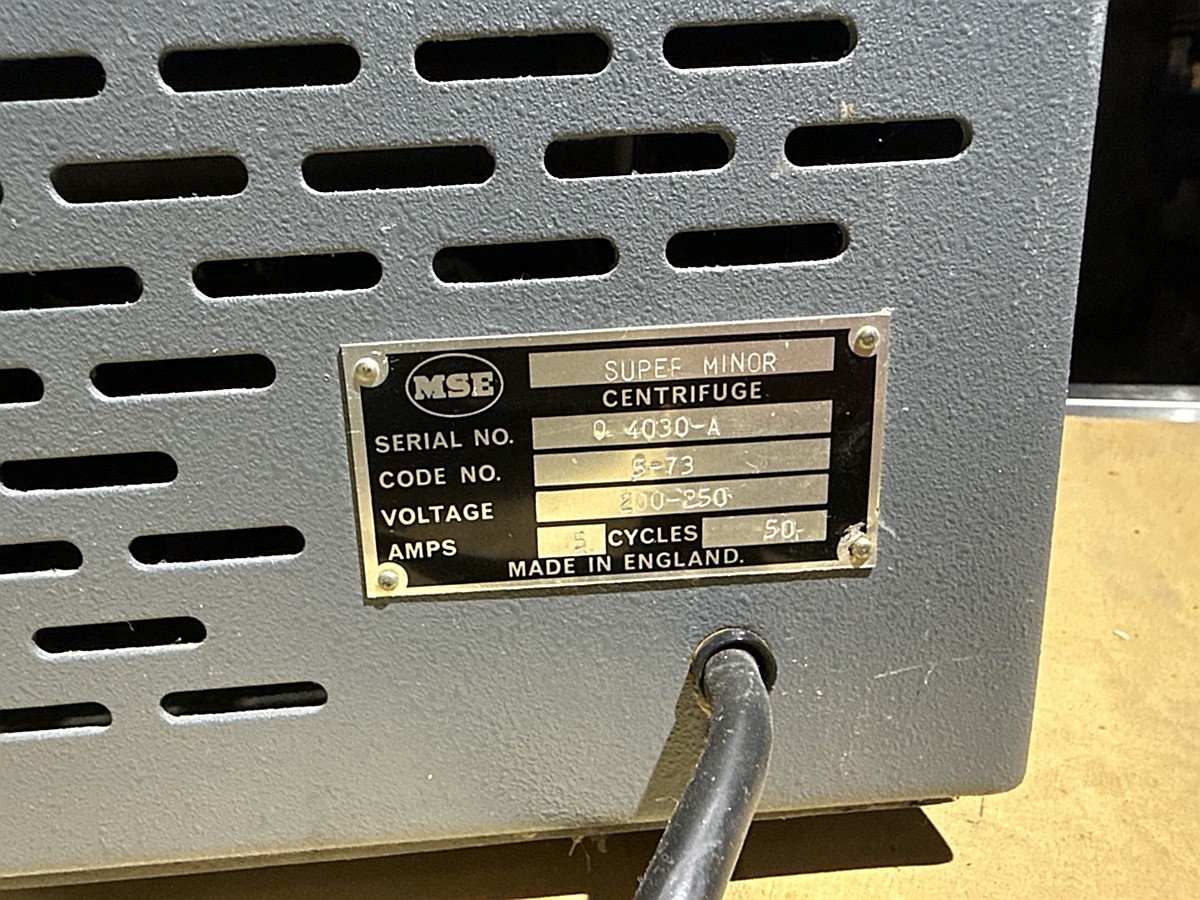 MSE
SUPER MINOR
CENTRIFUGE
SERIAL NO. Q 4030-A
CODE NO. 5-73
VOLTAGE 200-250
AMPS 5 CYCLES 50
MADE IN ENGLAND.